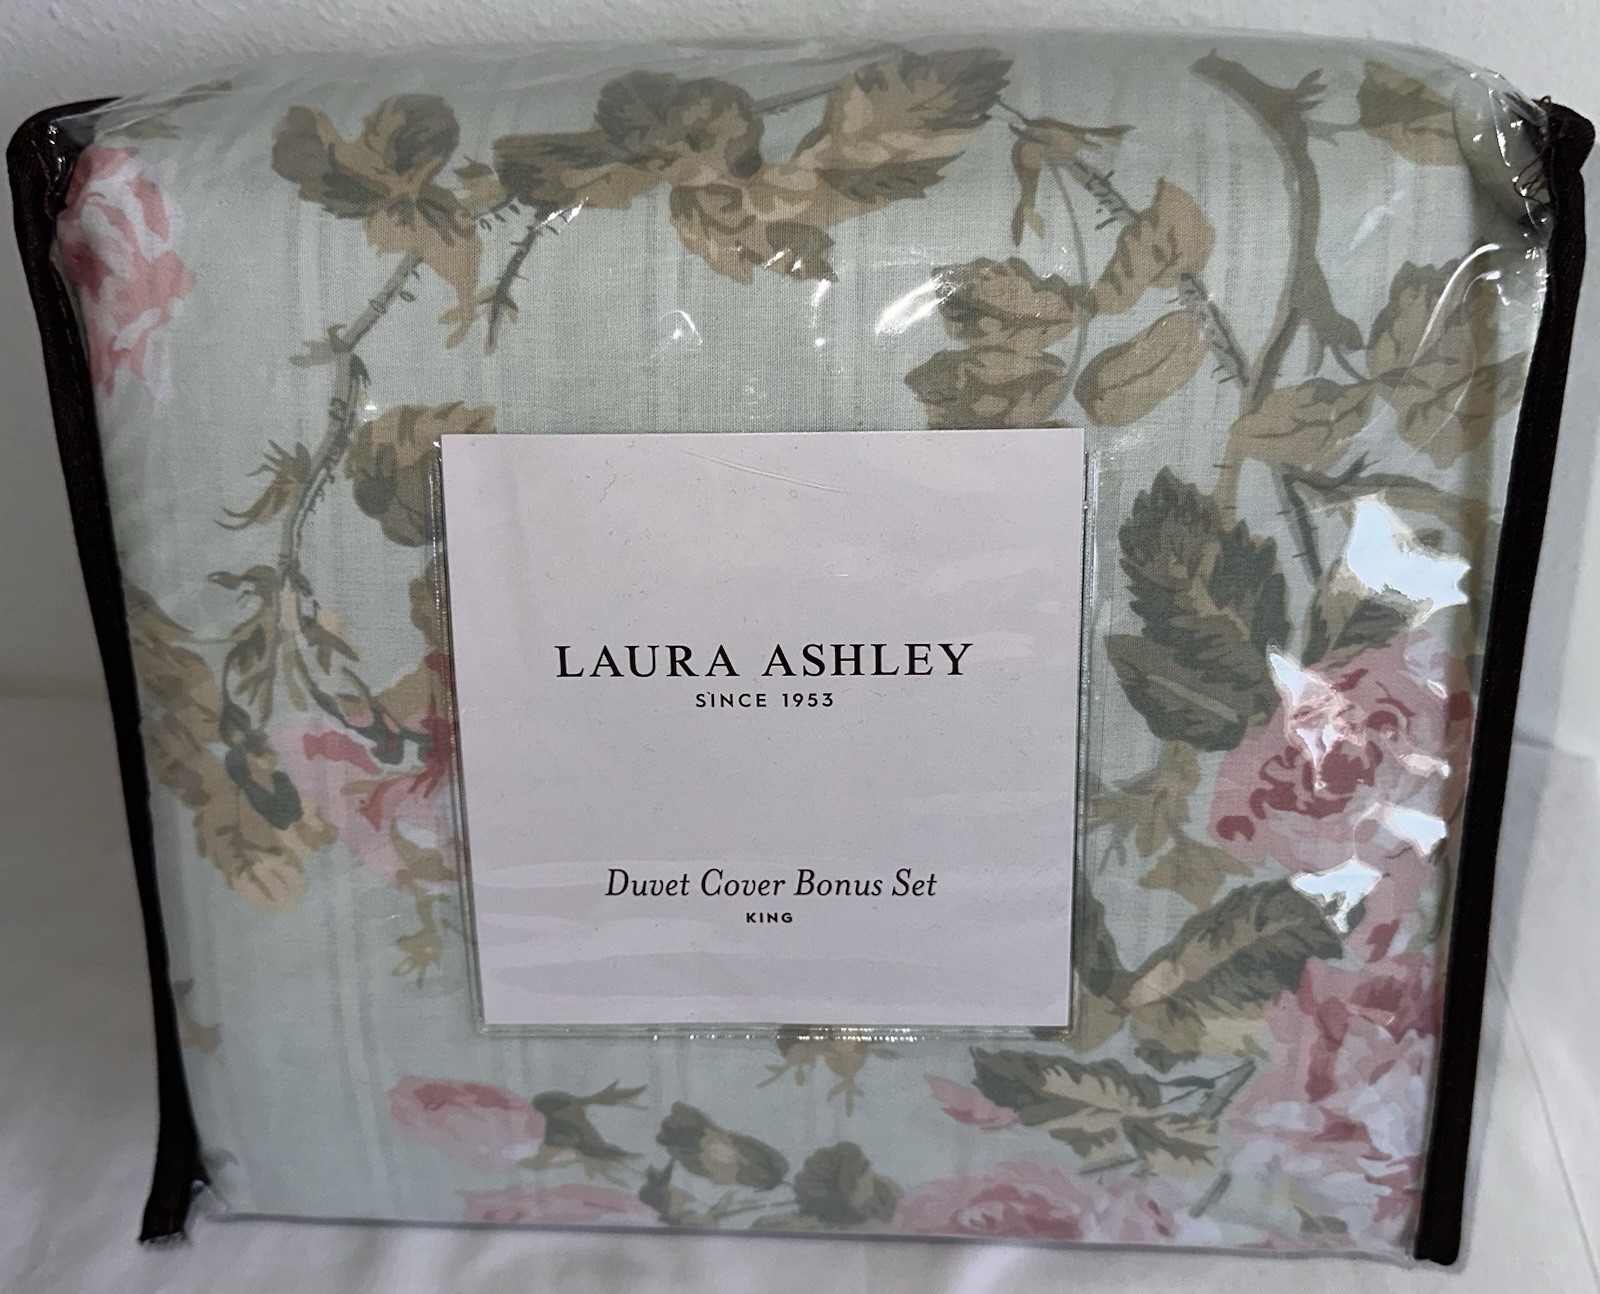 LAURA ASHLEY
SINCE 1953
Duvet Cover Bonus Set
KING